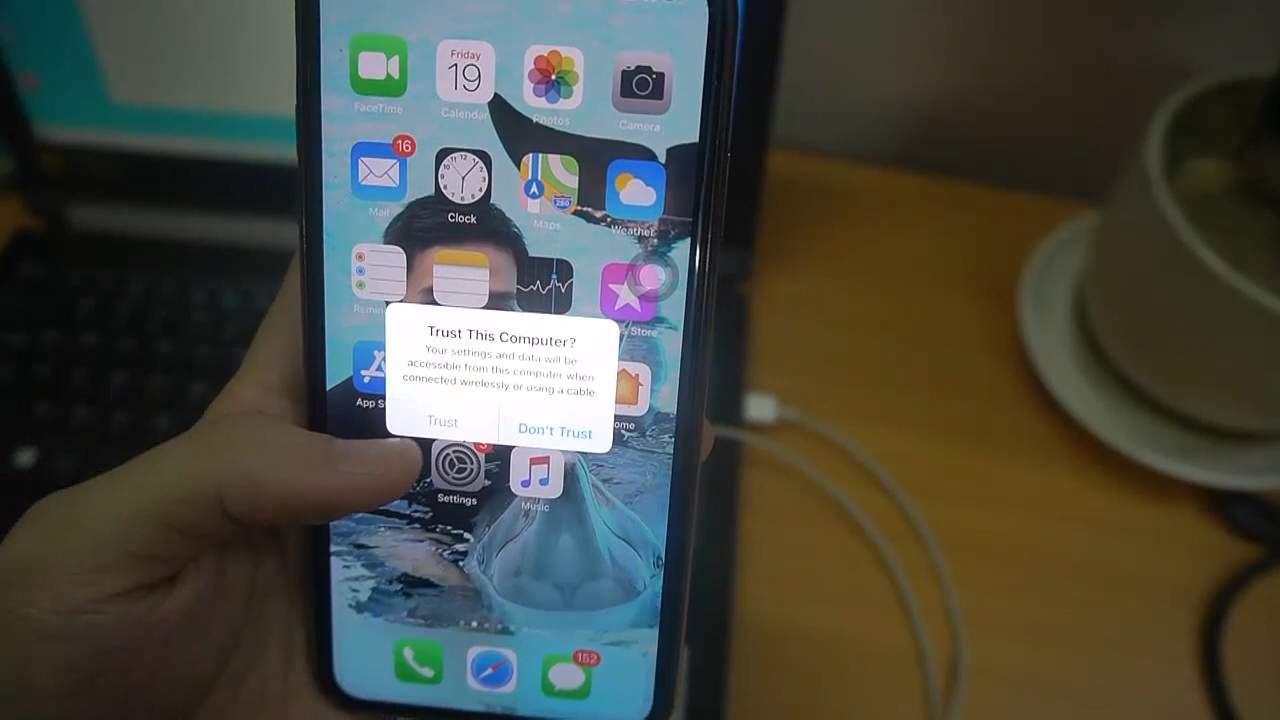 Friday
19
FaceTime
Calendar
Photos
Camera
16
Mail
Clock
Maps
280
Weather
Store
Trust This Computer?
Your settings and data will be
accessible from this computer when
connected wirelessly or using a cable.
Trust
Don't Trust
App
3
Settings
Music
152